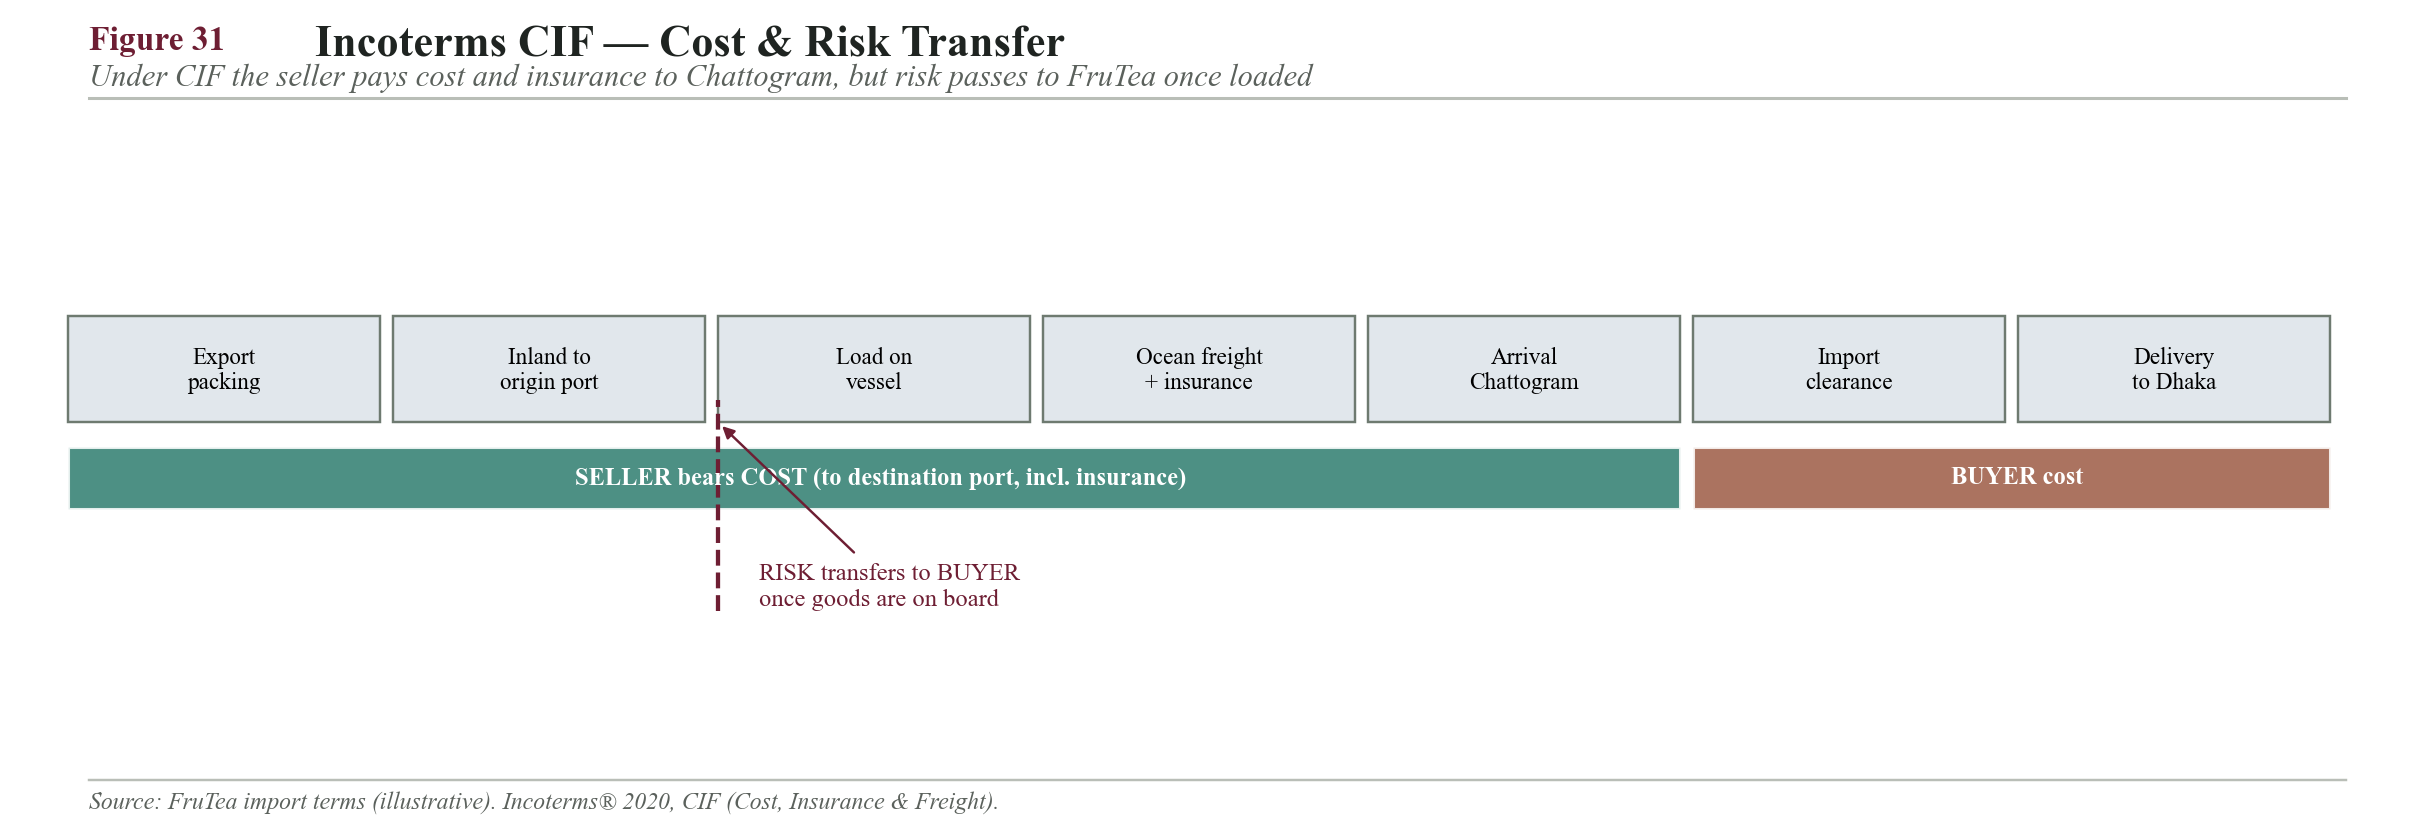 Figure 31 Incoterms CIF — Cost & Risk Transfer
Under CIF the seller pays cost and insurance to Chattogram, but risk passes to FruTea once loaded
Export
packing
Inland to
origin port
Load on
vessel
Ocean freight
+ insurance
Arrival
Chattogram
Import
clearance
Delivery
to Dhaka
SELLER bears COST (to destination port, incl. insurance)
BUYER cost
RISK transfers to BUYER
once goods are on board
Source: FruTea import terms (illustrative). Incoterms® 2020, CIF (Cost, Insurance & Freight).